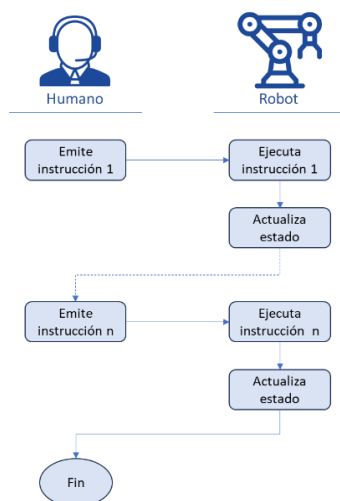 Humano
Robot
Emite
instrucción 1
Ejecuta
instrucción 1
Actualiza
estado
Emite
instrucción n
Ejecuta
instrucción n
Actualiza
estado
Fin